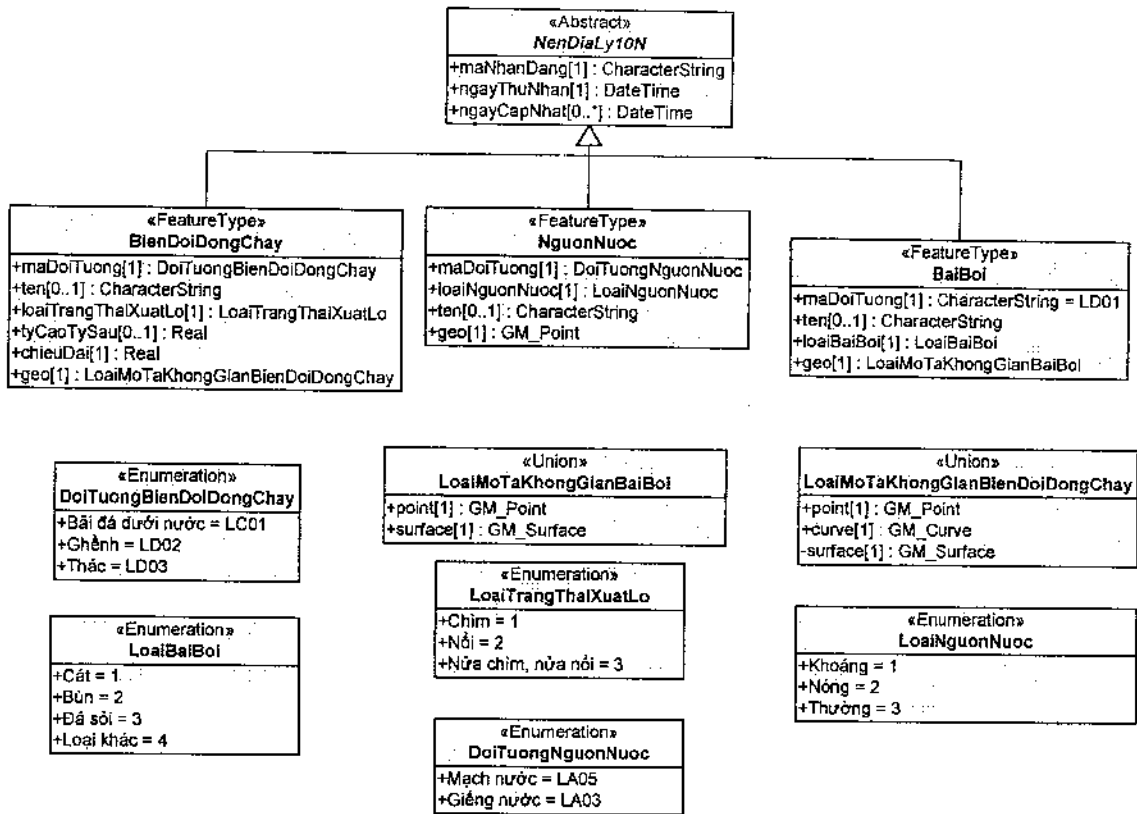 «Abstract»
NenDiaLy10N
+maNhanDang[1] : CharacterString
+ngayThuNhan[1] : DateTime
+ngayCapNhat[0..*] : DateTime
«FeatureType»
BienDoiDongChay
+maDoiTuong[1] : DoiTuongBienDoiDongChay
+ten[0..1] : CharacterString
+loaiTrangThaiXuatLo[1] : LoaiTrangThaiXuatLo
+tyCaoTySau[0..1] : Real
+chieuDai[1] : Real
+geo[1] : LoaiMoTaKhongGianBienDoiDongChay
«FeatureType»
NguonNuoc
+maDoiTuong[1] : DoiTuongNguonNuoc
+loaiNguonNuoc[1] : LoaiNguonNuoc
+ten[0..1] : CharacterString
+geo[1] : GM_Point
«FeatureType»
BaiBoi
+maDoiTuong[1] : CharacterString = LD01
+ten[0..1] : CharacterString
+loaiBaiBoi[1] : LoaiBaiBoi
+geo[1] : LoaiMoTaKhongGianBaiBoi
«Enumeration»
DoiTuongBienDoiDongChay
+Bãi đá dưới nước = LC01
+Ghềnh = LD02
+Thác = LD03
«Union»
LoaiMoTaKhongGianBaiBoi
+point[1] : GM_Point
+surface[1] : GM_Surface
«Union»
LoaiMoTaKhongGianBienDoiDongChay
+point[1] : GM_Point
+curve[1] : GM_Curve
-surface[1] : GM_Surface
«Enumeration»
LoaiBaiBoi
+Cát = 1
+Bùn = 2
+Đá sỏi = 3
+Loại khác = 4
«Enumeration»
LoaiTrangThaiXuatLo
+Chìm = 1
+Nổi = 2
+Nửa chìm, nửa nổi = 3
«Enumeration»
LoaiNguonNuoc
+Khoáng = 1
+Nóng = 2
+Thường = 3
«Enumeration»
DoiTuongNguonNuoc
+Mạch nước = LA05
+Giếng nước = LA03